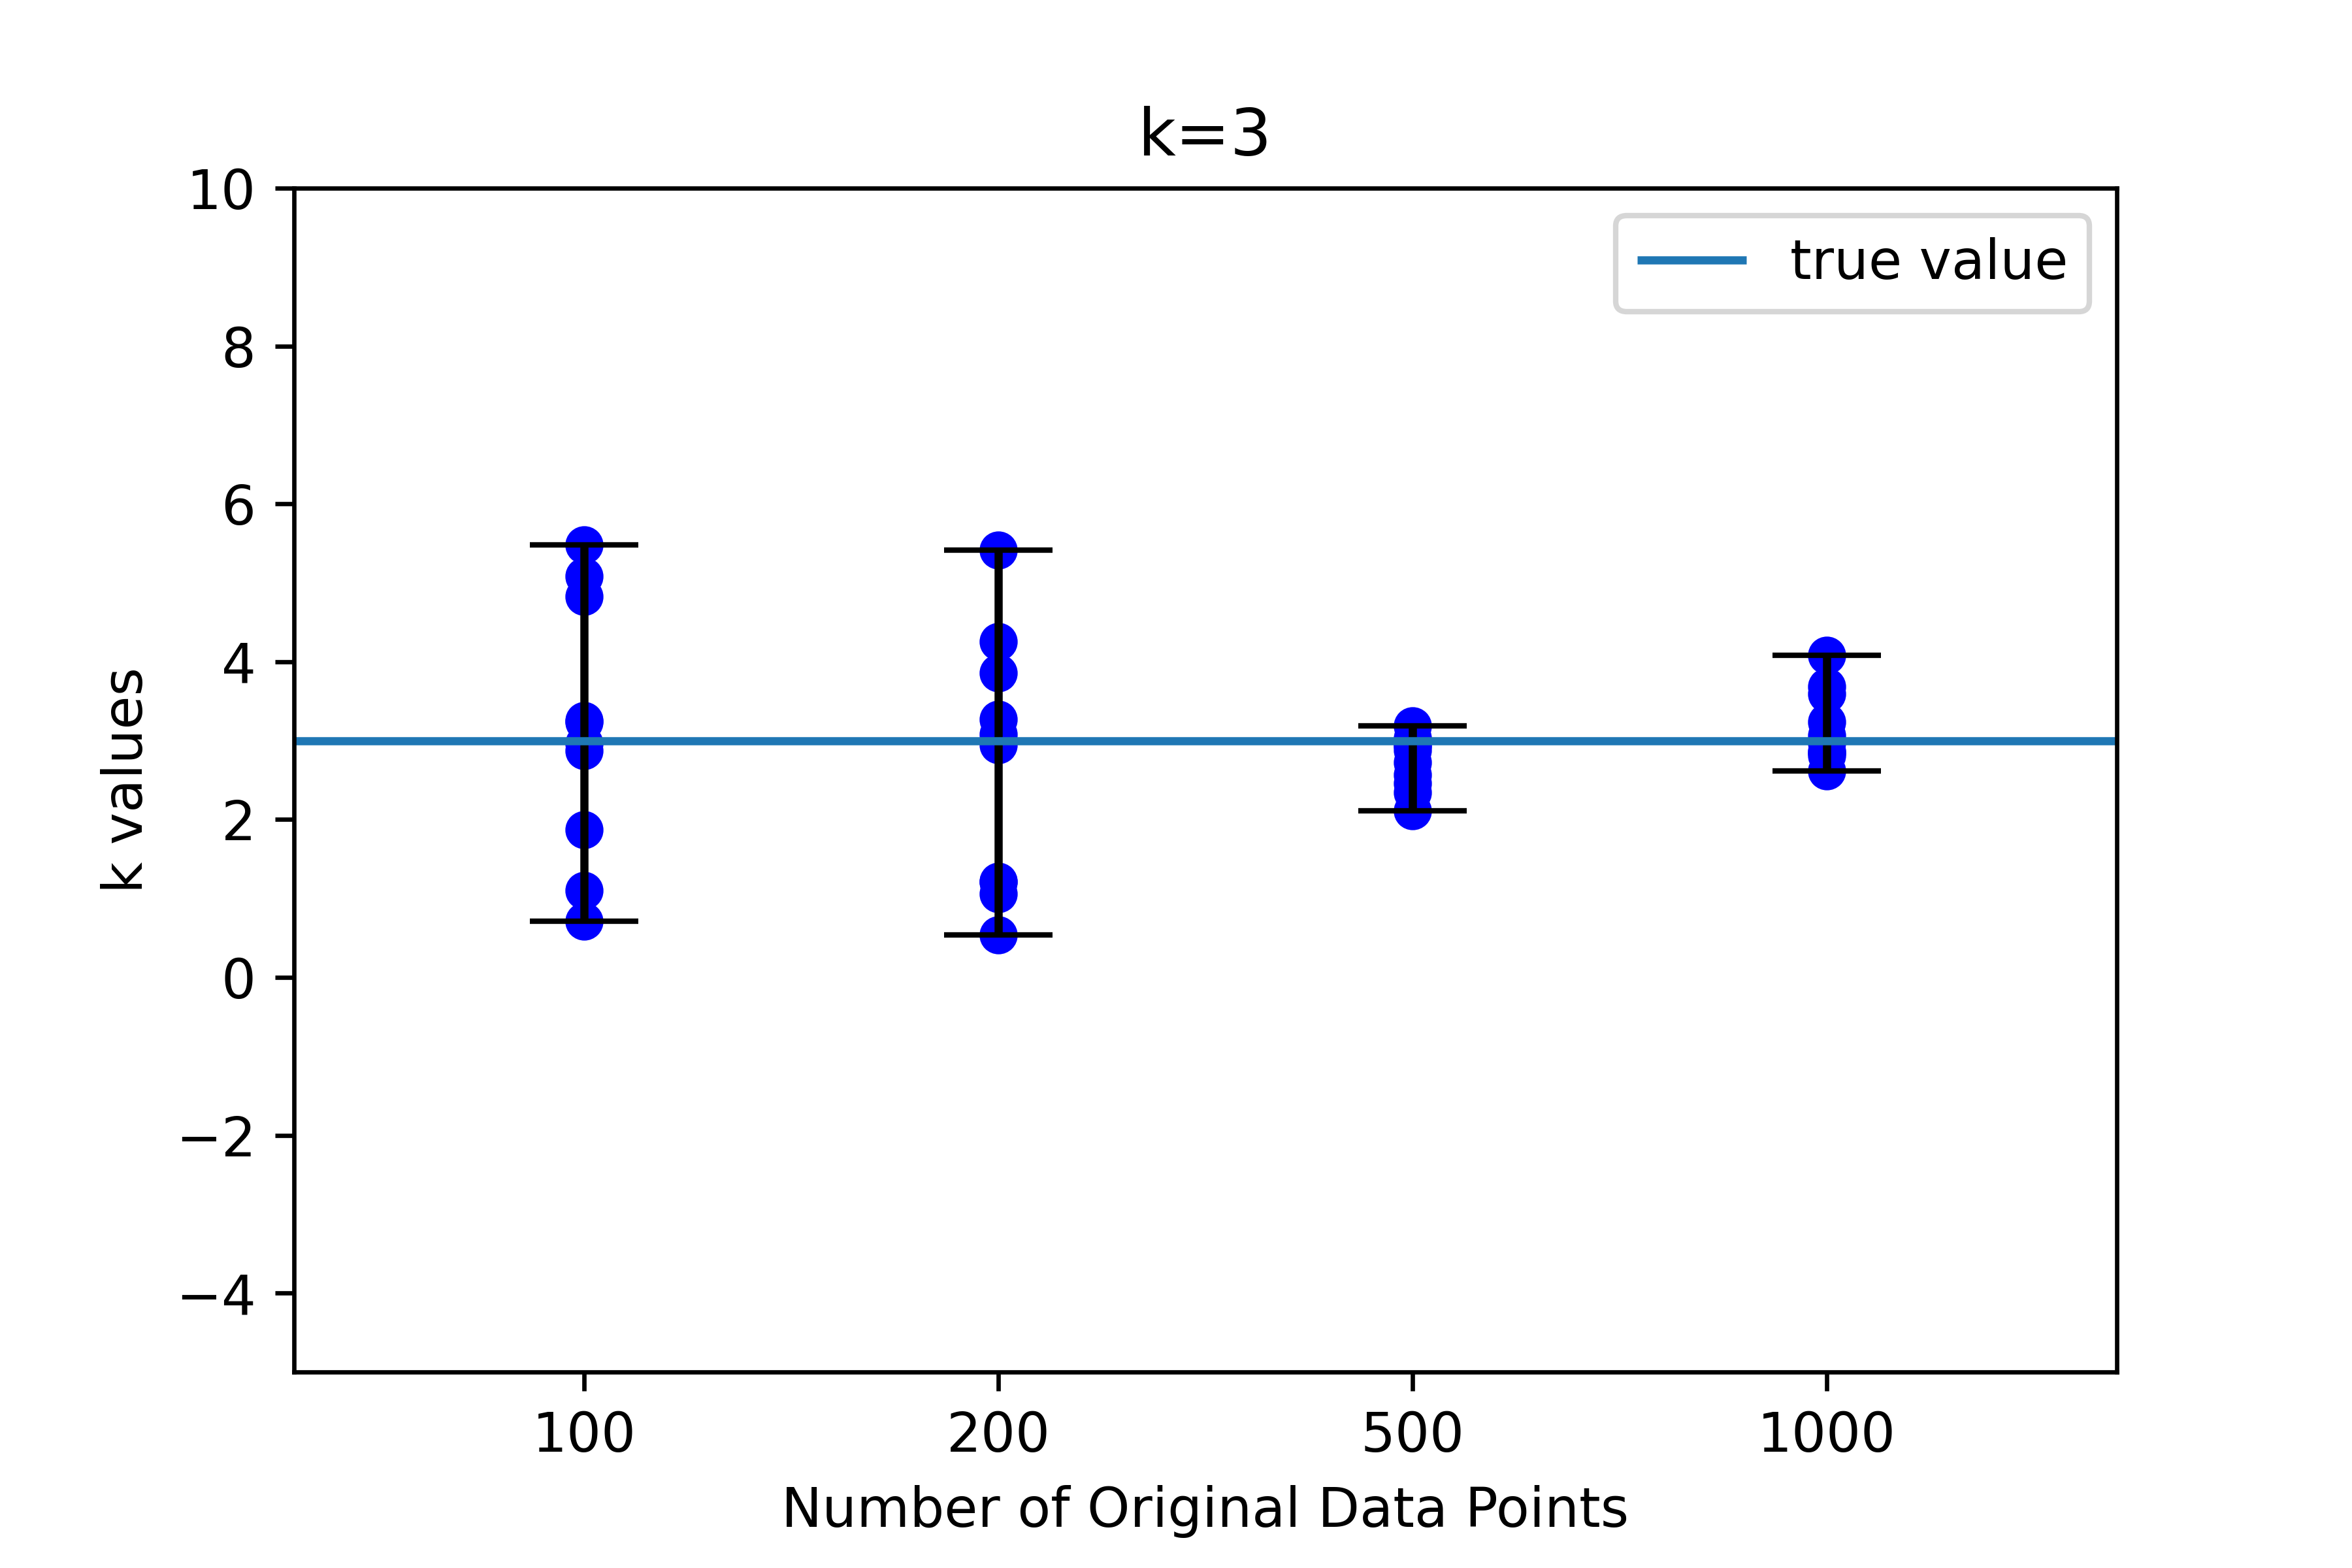 k=3
true value
10
8
6
4
2
0
−2
−4
k values
100 200 500 1000
Number of Original Data Points